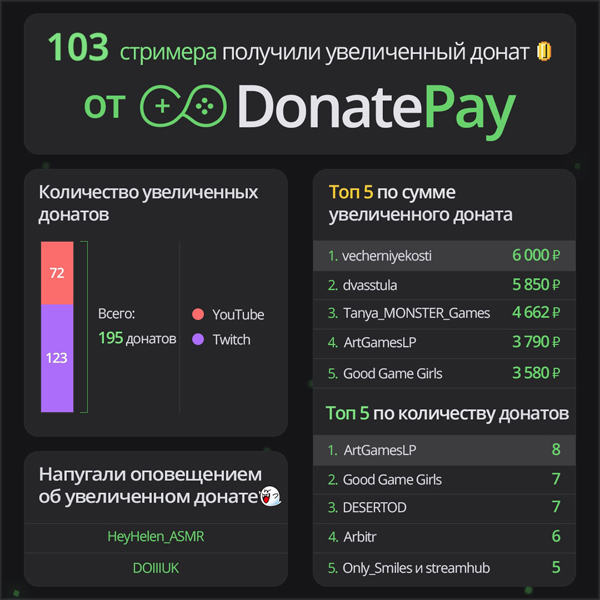 103 стримера получили увеличенный донат
от DonatePay
Количество увеличенных
донатов
72
123
Всего:
195 донатов
YouTube
Twitch
Напугали оповещением
об увеличенном донате
HeyHelen_ASMR
DOIIIUK
Топ 5 по сумме
увеличенного доната
1. vecherniyekosti 6 000 ₽
2. dvasstula 5 850 ₽
3. Tanya_MONSTER_Games 4 662 ₽
4. ArtGamesLP 3 790 ₽
5. Good Game Girls 3 580 ₽
Топ 5 по количеству донатов
1. ArtGamesLP 8
2. Good Game Girls 7
3. DESERTOD 7
4. Arbitr 6
5. Only_Smiles и streamhub 5